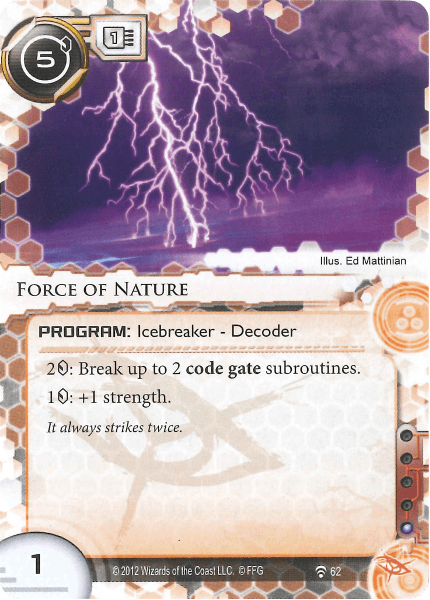 5
1
Illus. Ed Mattinian
Force of Nature
PROGRAM: Icebreaker - Decoder
2: Break up to 2 code gate subroutines.
1: +1 strength.
It always strikes twice.
1
© 2012 Wizards of the Coast LLC. © FFG 62